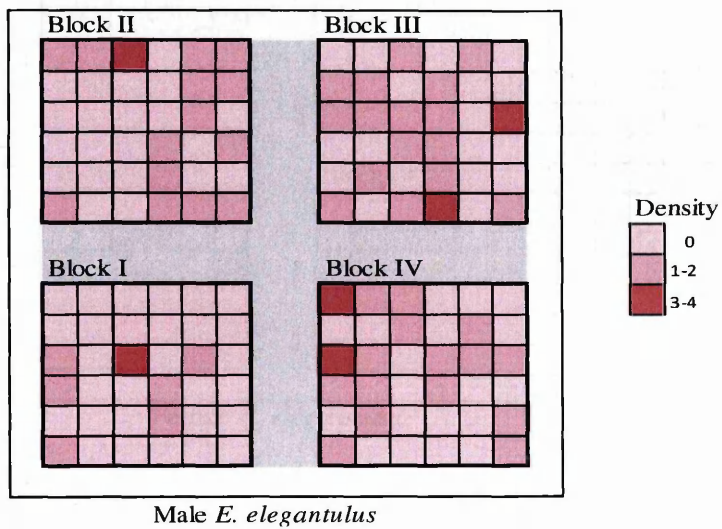 Block II
Block III
Density
0
1-2
3-4
Block I
Block IV
Male E. elegantulus